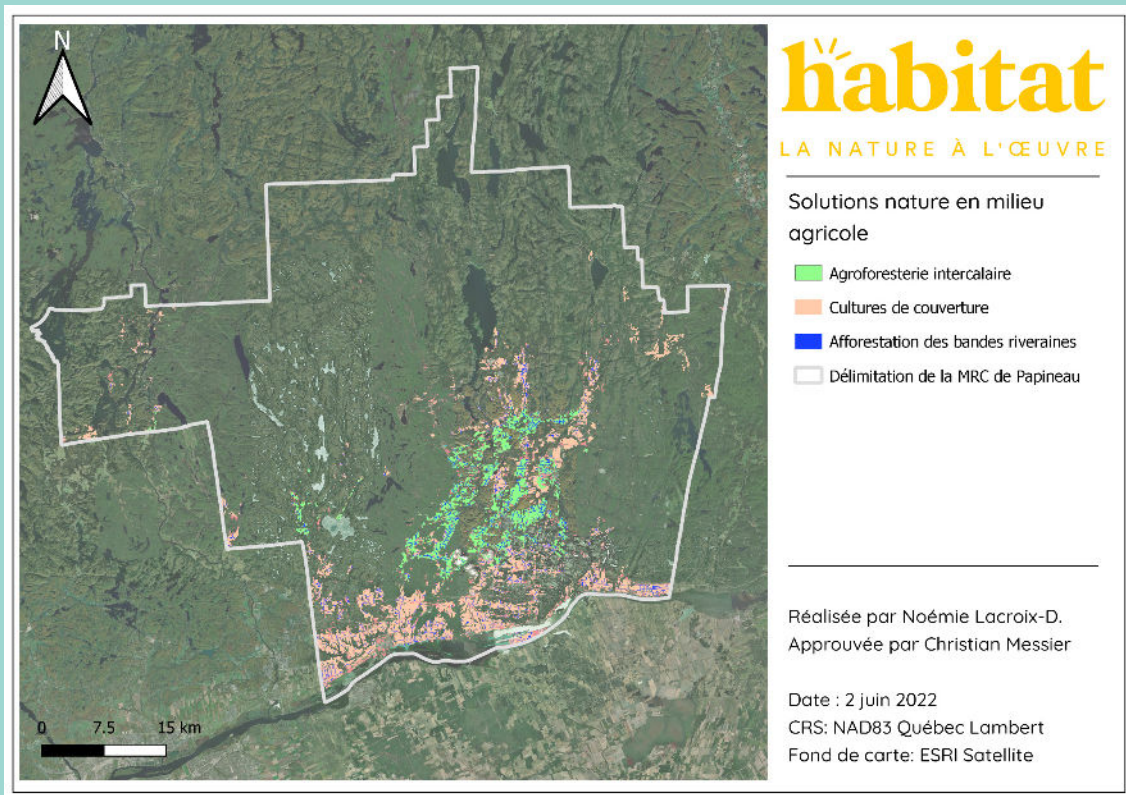 N
habitat
LA NATURE À L'ŒUVRE
Solutions nature en milieu
agricole
Agroforesterie intercalaire
Cultures de couverture
Afforestation des bandes riveraines
Délimitation de la MRC de Papineau
Réalisée par Noémie Lacroix-D.
Approuvée par Christian Messier
Date : 2 juin 2022
CRS: NAD83 Québec Lambert
Fond de carte: ESRI Satellite
0 7.5 15 km